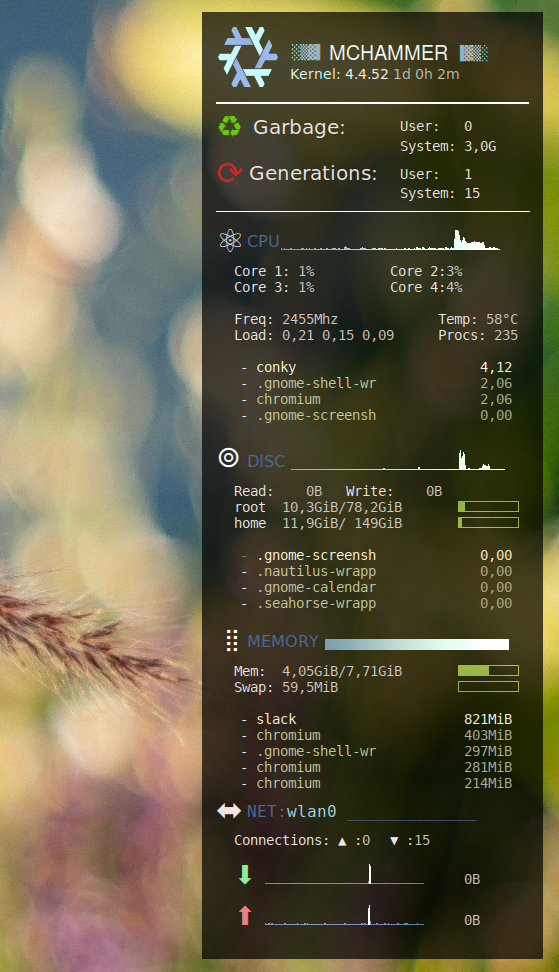 MCHAMMER
Kernel: 4.4.52 1d 0h 2m
Garbage: User: 0
System: 3,0G
Generations: User: 1
System: 15
CPU
Core 1: 1% Core 2:3%
Core 3: 1% Core 4:4%
Freq: 2455Mhz Temp: 58°C
Load: 0,21 0,15 0,09 Procs: 235
- conky 4,12
- .gnome-shell-wr 2,06
- chromium 2,06
- .gnome-screensh 0,00
DISC
Read: 0B Write: 0B
root 10,3GiB/78,2GiB
home 11,9GiB/ 149GiB
- .gnome-screensh 0,00
- .nautilus-wrapp 0,00
- .gnome-calendar 0,00
- .seahorse-wrapp 0,00
MEMORY
Mem: 4,05GiB/7,71GiB
Swap: 59,5MiB
- slack 821MiB
- chromium 403MiB
- .gnome-shell-wr 297MiB
- chromium 281MiB
- chromium 214MiB
NET:wlan0
Connections: ▲ :0 ▼ :15
0B
0B